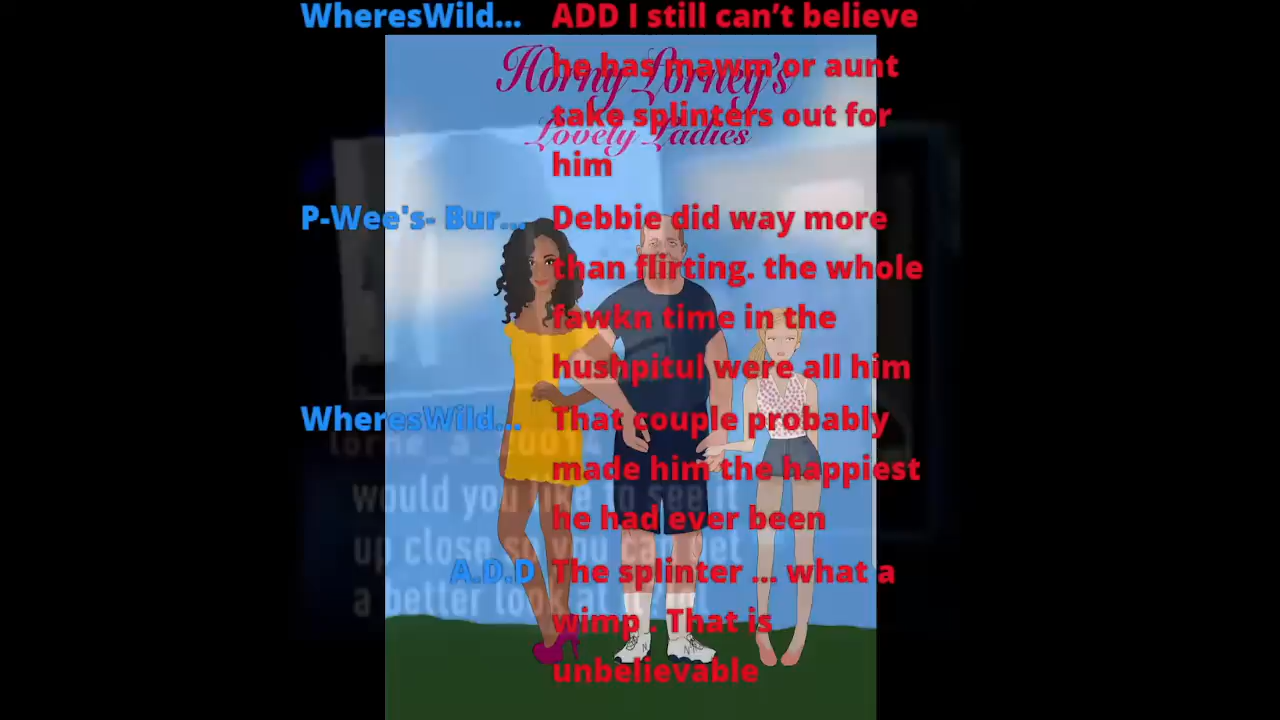 WheresWild... ADD I still can’t believe
Horny Lorney's
he has mawm or aunt
take splinters out for
Lovely Ladies
him
P-Wee's- Bur... Debbie did way more
than flirting. the whole
fawkn time in the
hushpitul were all him
WheresWild... That couple probably
made him the happiest
would you like to see it
he had ever been
up close so you can get
A.D.D The splinter ... what a
a better look at it?
wimp . That is
unbelievable